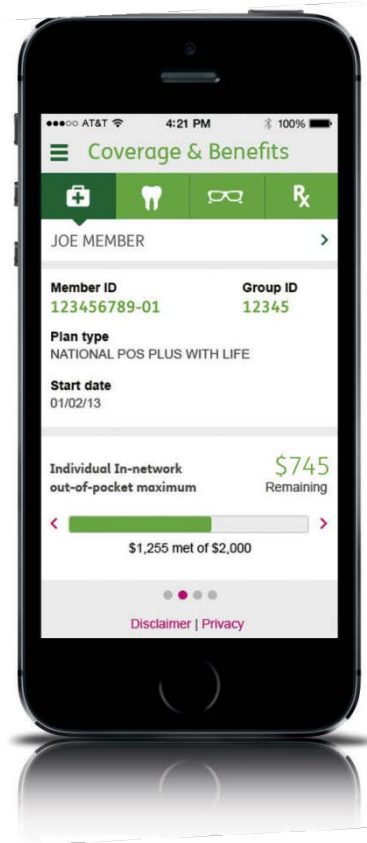 AT&T 4:21 PM 100%
Coverage & Benefits
Rx
JOE MEMBER
Member ID Group ID
123456789-01 12345
Plan type
NATIONAL POS PLUS WITH LIFE
Start date
01/02/13
Individual In-network $745
out-of-pocket maximum Remaining
$1,255 met of $2,000
Disclaimer | Privacy